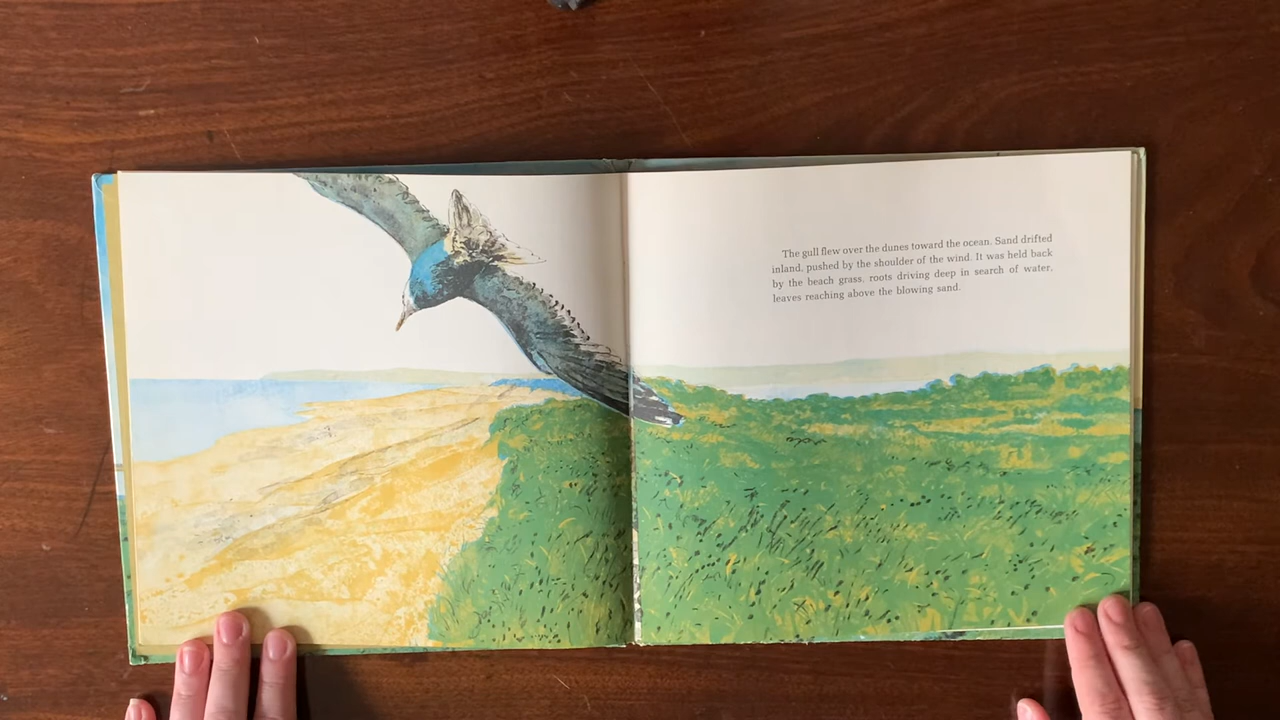 The gull flew over the dunes toward the ocean. Sand drifted
inland, pushed by the shoulder of the wind. It was held back
by the beach grass, roots driving deep in search of water,
leaves reaching above the blowing sand.